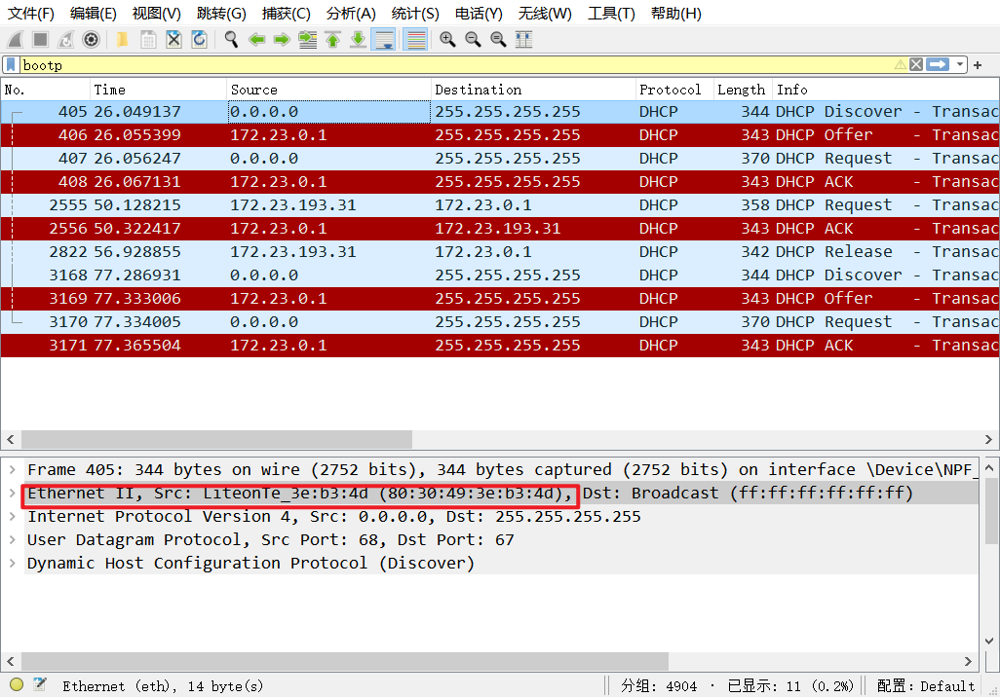 文件(F) 编辑(E) 视图(V) 跳转(G) 捕获(C) 分析(A) 统计(S) 电话(Y) 无线(W) 工具(T) 帮助(H)
bootp
No. Time Source Destination Protocol Length Info
405 26.049137 0.0.0.0 255.255.255.255 DHCP 344 DHCP Discover - Transac
406 26.055399 172.23.0.1 255.255.255.255 DHCP 343 DHCP Offer - Transac
407 26.056247 0.0.0.0 255.255.255.255 DHCP 370 DHCP Request - Transac
408 26.067131 172.23.0.1 255.255.255.255 DHCP 343 DHCP ACK - Transac
2555 50.128215 172.23.193.31 172.23.0.1 DHCP 358 DHCP Request - Transac
2556 50.322417 172.23.0.1 172.23.193.31 DHCP 343 DHCP ACK - Transac
2822 56.928855 172.23.193.31 172.23.0.1 DHCP 342 DHCP Release - Transac
3168 77.286931 0.0.0.0 255.255.255.255 DHCP 344 DHCP Discover - Transac
3169 77.333006 172.23.0.1 255.255.255.255 DHCP 343 DHCP Offer - Transac
3170 77.334005 0.0.0.0 255.255.255.255 DHCP 370 DHCP Request - Transac
3171 77.365504 172.23.0.1 255.255.255.255 DHCP 343 DHCP ACK - Transac
Frame 405: 344 bytes on wire (2752 bits), 344 bytes captured (2752 bits) on interface \Device\NPF_
Ethernet II, Src: LiteonTe_3e:b3:4d (80:30:49:3e:b3:4d), Dst: Broadcast (ff:ff:ff:ff:ff:ff)
Internet Protocol Version 4, Src: 0.0.0.0, Dst: 255.255.255.255
User Datagram Protocol, Src Port: 68, Dst Port: 67
Dynamic Host Configuration Protocol (Discover)
Ethernet (eth), 14 byte(s) 分组: 4904 · 已显示: 11 (0.2%) 配置: Default